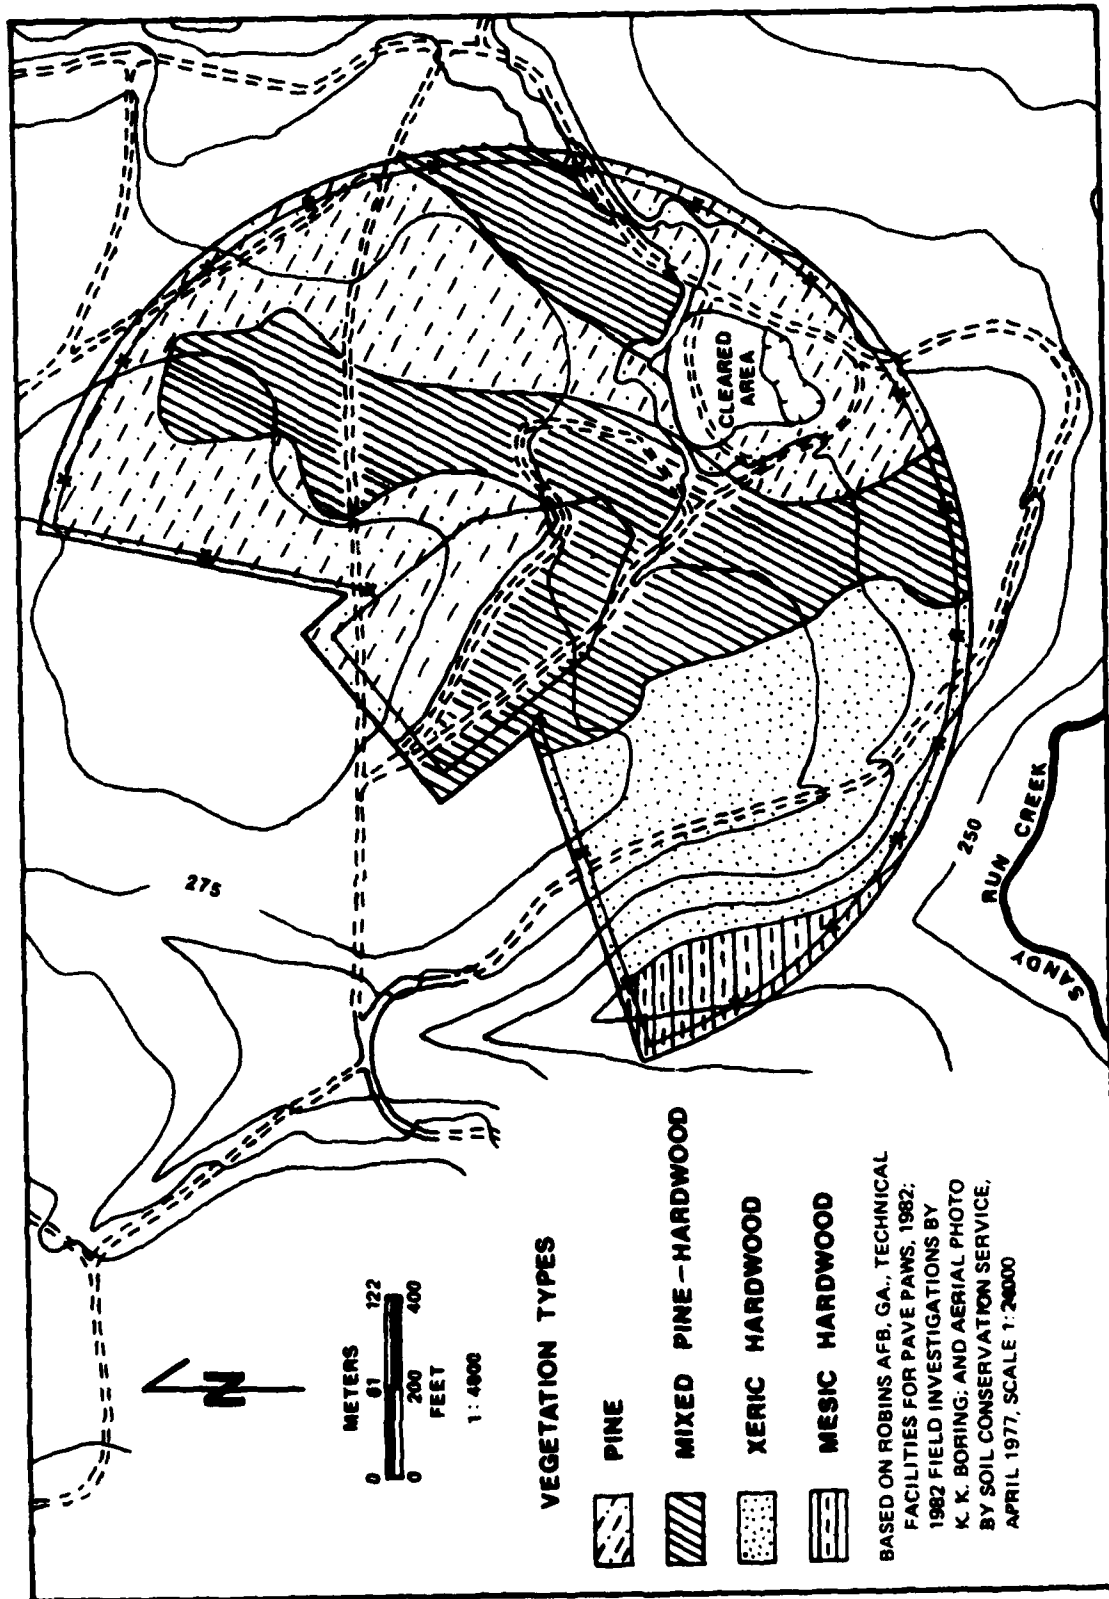 CLEARED
AREA
275
250
SANDY RUN CREEK
N
METERS
0 61 122
0 200 400
FEET
1:4800
VEGETATION TYPES
PINE
MIXED PINE-HARDWOOD
XERIC HARDWOOD
MESIC HARDWOOD
BASED ON ROBINS AFB, GA., TECHNICAL
FACILITIES FOR PAVE PAWS, 1982;
1982 FIELD INVESTIGATIONS BY
K. K. BORING; AND AERIAL PHOTO
BY SOIL CONSERVATION SERVICE,
APRIL 1977, SCALE 1:24000